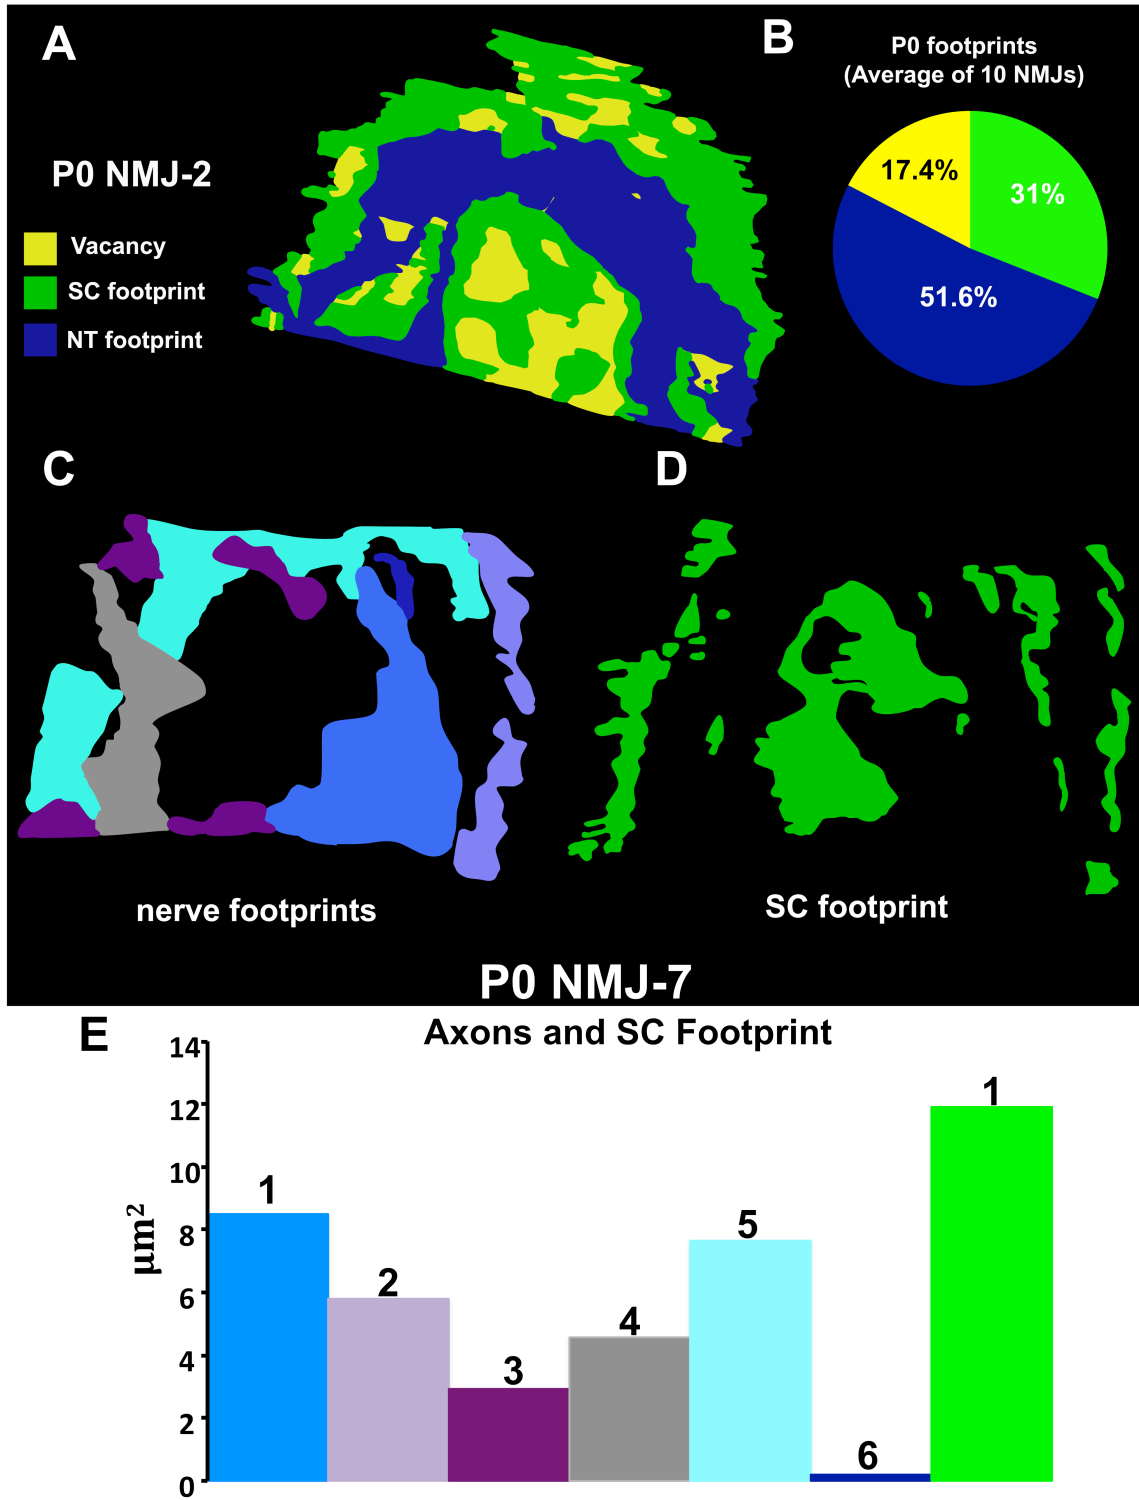 A
B
P0 footprints
(Average of 10 NMJs)
P0 NMJ-2
Vacancy
SC footprint
NT footprint
17.4%
31%
51.6%
C
D
nerve footprints
SC footprint
P0 NMJ-7
E
Axons and SC Footprint
14
12
10
8
6
4
2
0
µm²
1
2
3
4
5
6
1